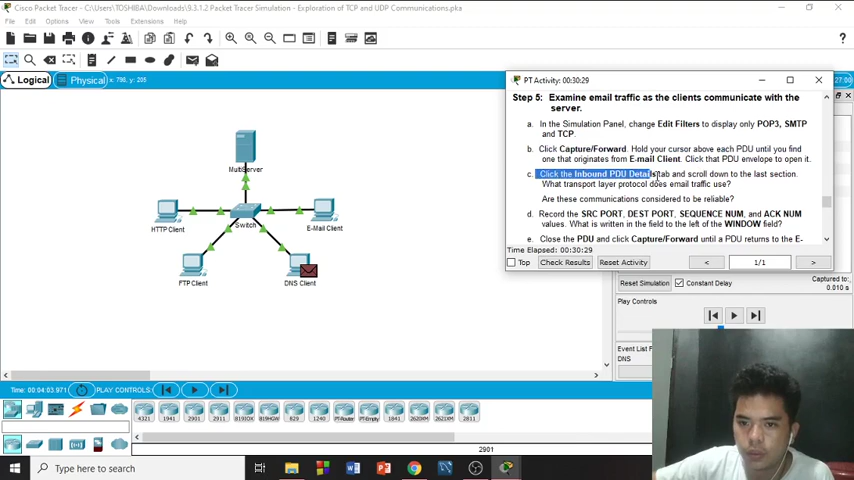 Cisco Packet Tracer - C:\Users\TOSHIBA\Downloads\9.3.1.2 Packet Tracer Simulation - Exploration of TCP and UDP Communications.pka
File Edit Options View Tools Extensions Help
Logical
Physical
x: 786, y: 205
27:00
PT Activity: 00:30:29
Step 5: Examine email traffic as the clients communicate with the
server.
a. In the Simulation Panel, change Edit Filters to display only POP3, SMTP
and TCP.
b. Click Capture/Forward. Hold your cursor above each PDU until you find
one that originates from E-mail Client. Click that PDU envelope to open it.
c. Click the Inbound PDU Details tab and scroll down to the last section.
What transport layer protocol does email traffic use?
Are these communications considered to be reliable?
d. Record the SRC PORT, DEST PORT, SEQUENCE NUM, and ACK NUM
values. What is written in the field to the left of the WINDOW field?
e. Close the PDU and click Capture/Forward until a PDU returns to the E-
Time Elapsed: 00:30:29
Top
Check Results
Reset Activity
<
1/1
>
MultiServer
HTTP Client
Switch
E-Mail Client
FTP Client
DNS Client
Reset Simulation
Constant Delay
Captured to:
0.010 s
Play Controls
Event List F
DNS
Time: 00:04:03.971
PLAY CONTROLS:
4321
1941
2901
2911
819IOX
819HGW
829
1240
PT-Router
PT-Empty
1841
2620XM
2621XM
2811
2901
Type here to search